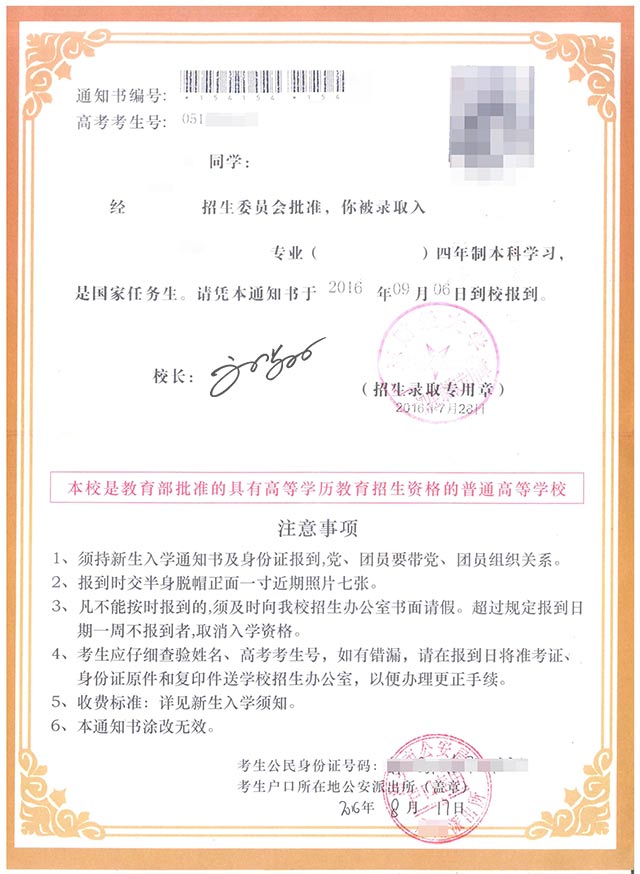 通知书编号:
*154154 *154
高考考生号: 051
同学:
经 招生委员会批准，你被录取入
专业( )四年制本科学习，
是国家任务生。请凭本通知书于 2016 年09月06日到校报到。
校长:
(招生录取专用章)
2016年7月28日
本校是教育部批准的具有高等学历教育招生资格的普通高等学校
注意事项
1、须持新生入学通知书及身份证报到,党、团员要带党、团员组织关系。
2、报到时交半身脱帽正面一寸近期照片七张。
3、凡不能按时报到的,须及时向我校招生办公室书面请假。超过规定报到日
期一周不报到者,取消入学资格。
4、考生应仔细查验姓名、高考考生号，如有错漏，请在报到日将准考证、
身份证原件和复印件送学校招生办公室，以便办理更正手续。
5、收费标准：详见新生入学须知。
6、本通知书涂改无效。
考生公民身份证号码:
考生户口所在地公安派出所(盖章)
2016年 8月 17日
公安
派出所